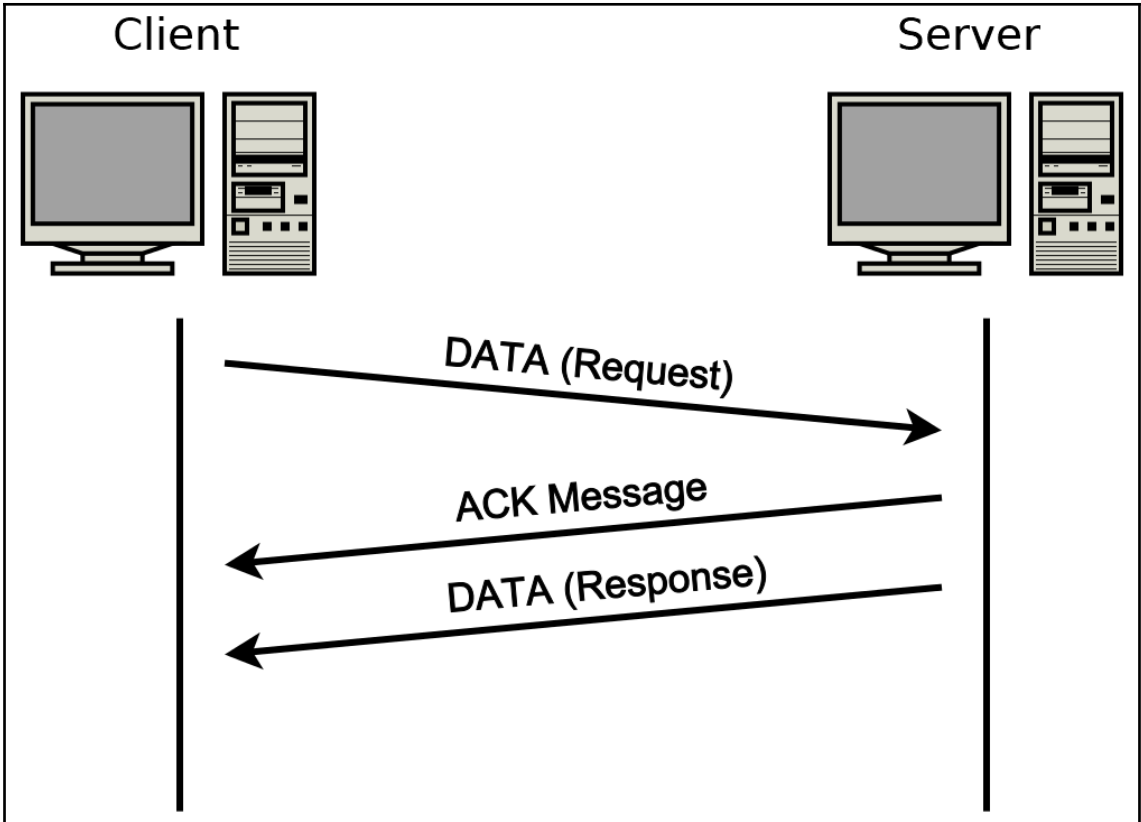 Client
Server
DATA (Request)
ACK Message
DATA (Response)